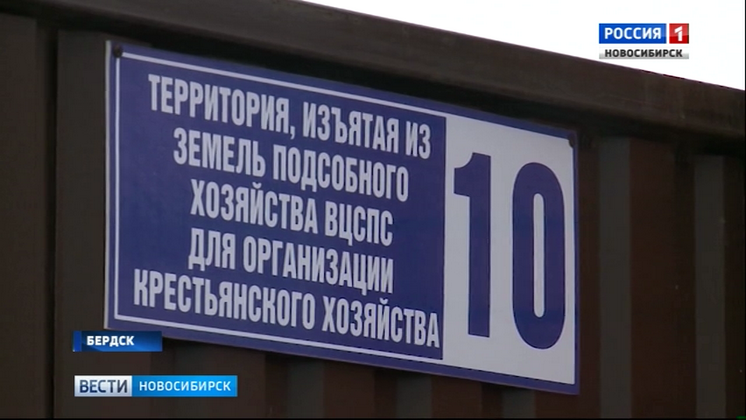 РОССИЯ 1
НОВОСИБИРСК
ТЕРРИТОРИЯ, ИЗЪЯТАЯ ИЗ
ЗЕМЕЛЬ ПОДСОБНОГО
ХОЗЯЙСТВА ВЦСПС
ДЛЯ ОРГАНИЗАЦИИ
КРЕСТЬЯНСКОГО ХОЗЯЙСТВА
10
БЕРДСК
ВЕСТИ НОВОСИБИРСК